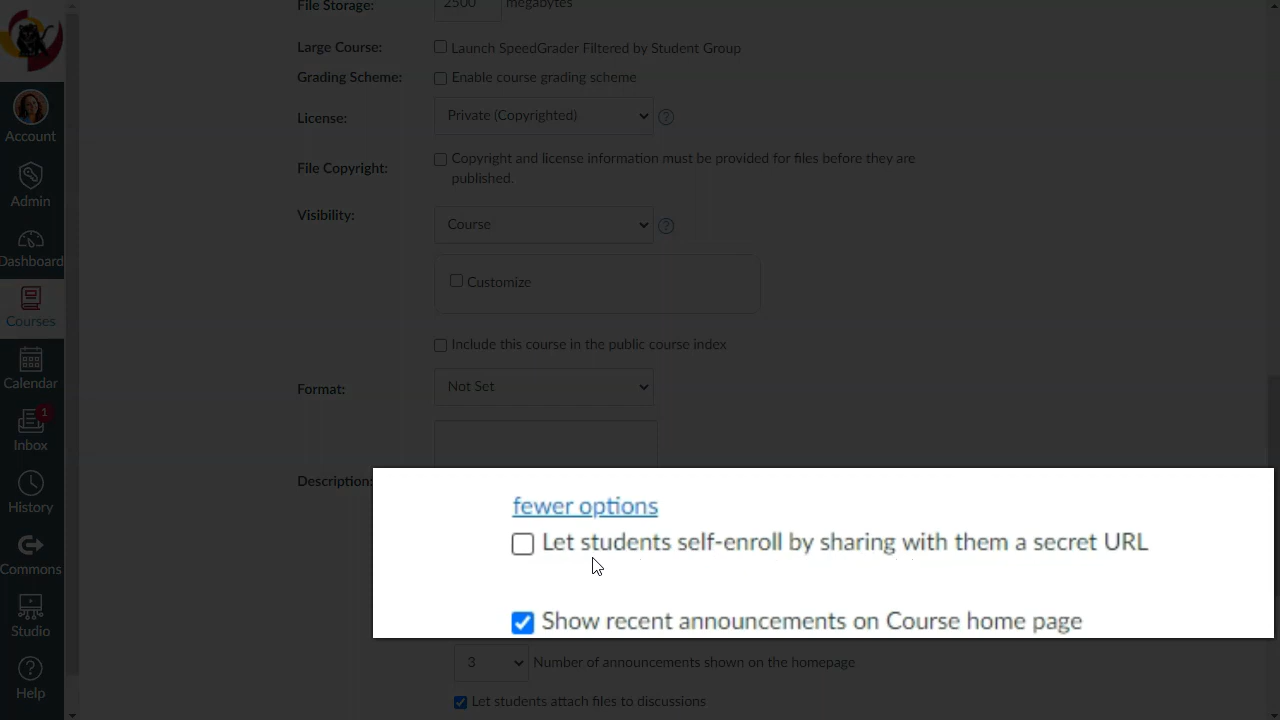 File Storage:
2500
megabytes
Large Course:
Launch SpeedGrader Filtered by Student Group
Grading Scheme:
Enable course grading scheme
License:
Private (Copyrighted)
?
File Copyright:
Copyright and license information must be provided for files before they are
published.
Visibility:
Course
?
Customize
Include this course in the public course index
Format:
Not Set
Description:
fewer options
Let students self-enroll by sharing with them a secret URL
Show recent announcements on Course home page
3
Number of announcements shown on the homepage
Let students attach files to discussions
Account
Admin
Dashboard
Courses
Calendar
1
Inbox
History
Commons
Studio
?
Help